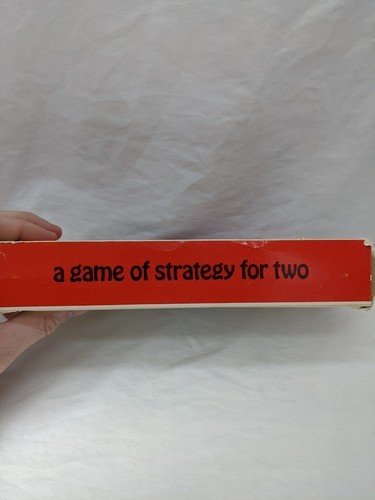 a game of strategy for two